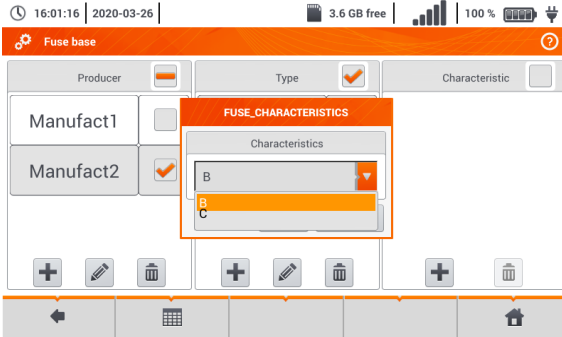 16:01:16 2020-03-26 3.6 GB free 100 %
Fuse base
Producer Type Characteristic
FUSE_CHARACTERISTICS
Characteristics
Manufact1
Manufact2
B
B
C